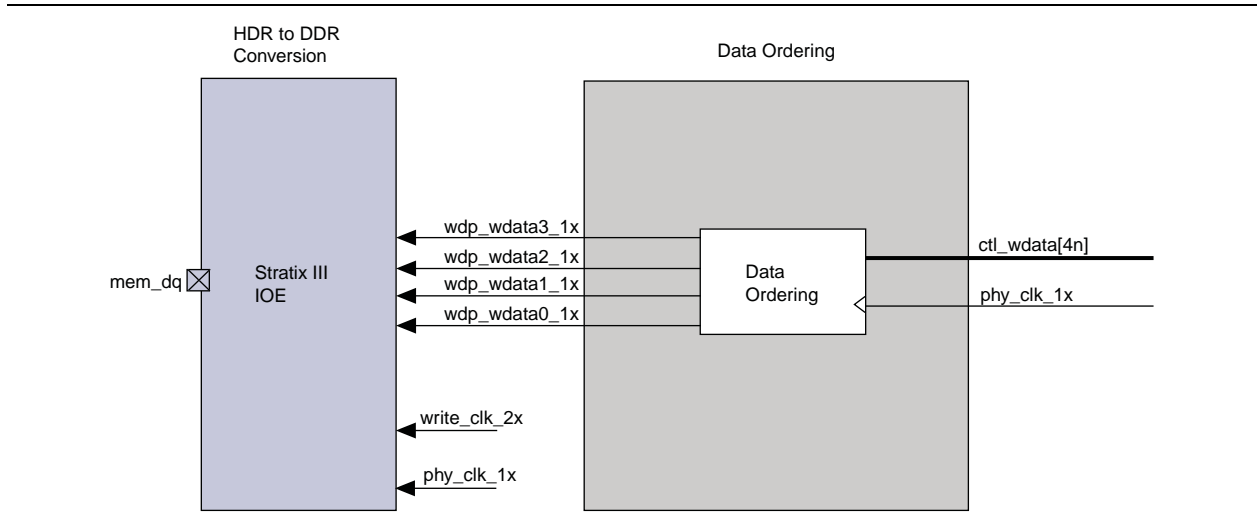 HDR to DDR
Conversion
Data Ordering
wdp_wdata3_1x
wdp_wdata2_1x
wdp_wdata1_1x
wdp_wdata0_1x
ctl_wdata[4n]
phy_clk_1x
Data
Ordering
mem_dq
Stratix III
IOE
write_clk_2x
phy_clk_1x